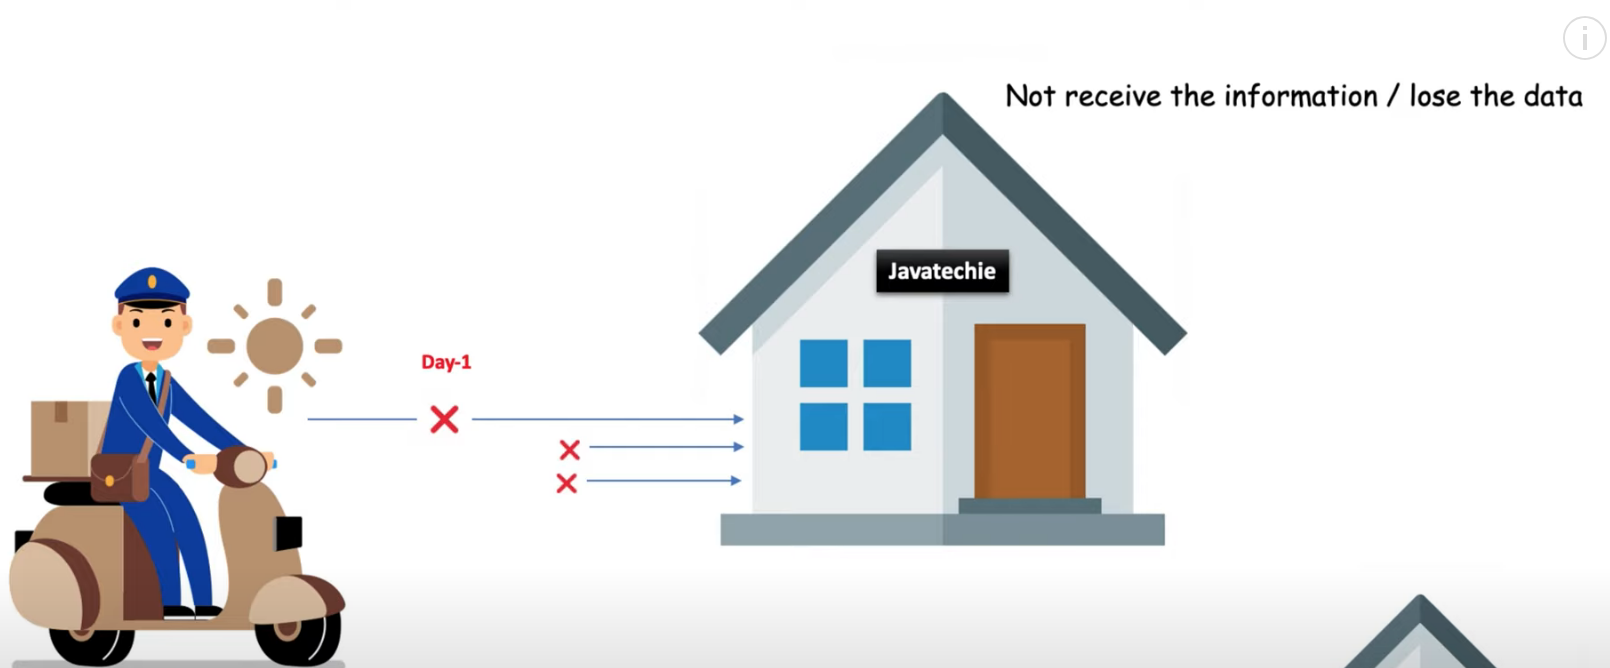 Not receive the information / lose the data
Javatechie
Day-1